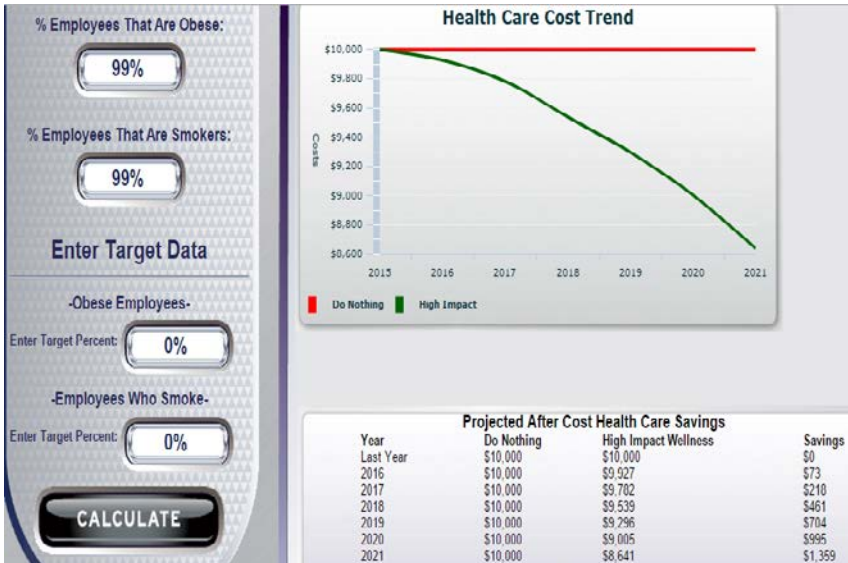 % Employees That Are Obese:
99%
% Employees That Are Smokers:
99%
Enter Target Data
-Obese Employees-
Enter Target Percent: 0%
-Employees Who Smoke-
Enter Target Percent: 0%
CALCULATE
Health Care Cost Trend
Costs
$10,000
$9,800
$9,600
$9,400
$9,200
$9,000
$8,800
$8,600
2015 2016 2017 2018 2019 2020 2021
Do Nothing High Impact
Projected After Cost Health Care Savings
Year Do Nothing High Impact Wellness Savings
Last Year $10,000 $10,000 $0
2016 $10,000 $9,927 $73
2017 $10,000 $9,782 $218
2018 $10,000 $9,539 $461
2019 $10,000 $9,296 $704
2020 $10,000 $9,005 $995
2021 $10,000 $8,641 $1,359